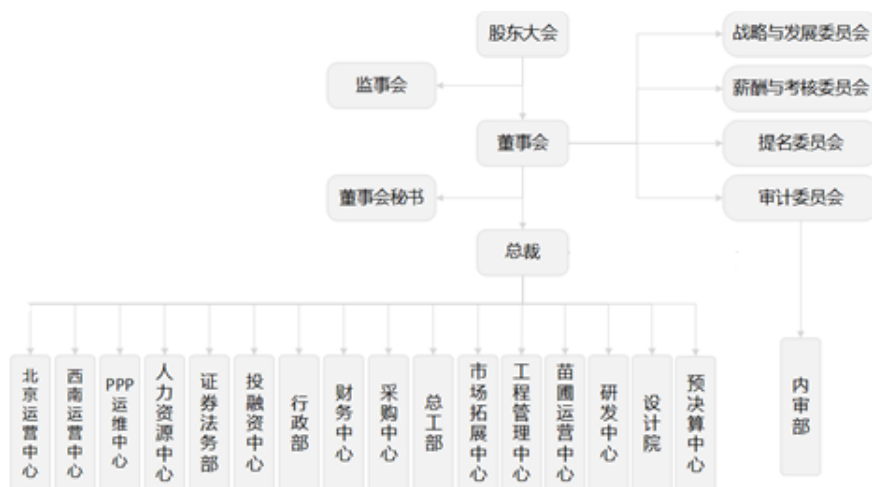 股东大会
战略与发展委员会
监事会
薪酬与考核委员会
董事会
提名委员会
董事会秘书
审计委员会
总裁
北京运营中心
西南运营中心
PPP运维中心
人力资源中心
证券法务部
投融资中心
行政部
财务中心
采购中心
总工部
市场拓展中心
工程管理中心
苗圃运营中心
研发中心
设计院
预决算中心
内审部